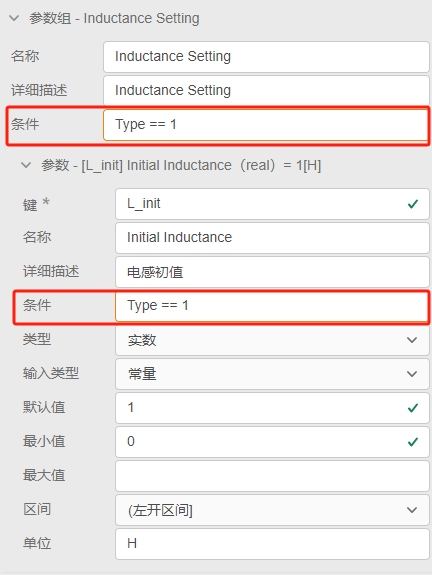 参数组 - Inductance Setting
名称 Inductance Setting
详细描述 Inductance Setting
条件 Type == 1
参数 - [L_init] Initial Inductance（real）= 1[H]
键 * L_init
名称 Initial Inductance
详细描述 电感初值
条件 Type == 1
类型 实数
输入类型 常量
默认值 1
最小值 0
最大值
区间 (左开区间]
单位 H